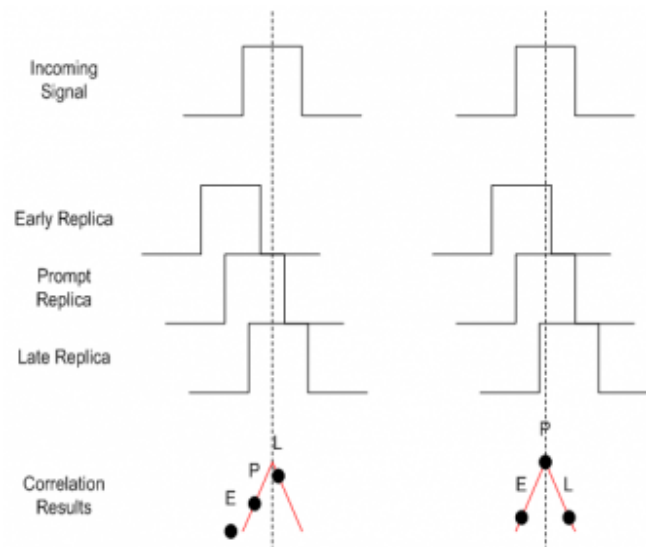 Incoming
Signal
Early Replica
Prompt
Replica
Late Replica
Correlation
Results
E P L
E P L